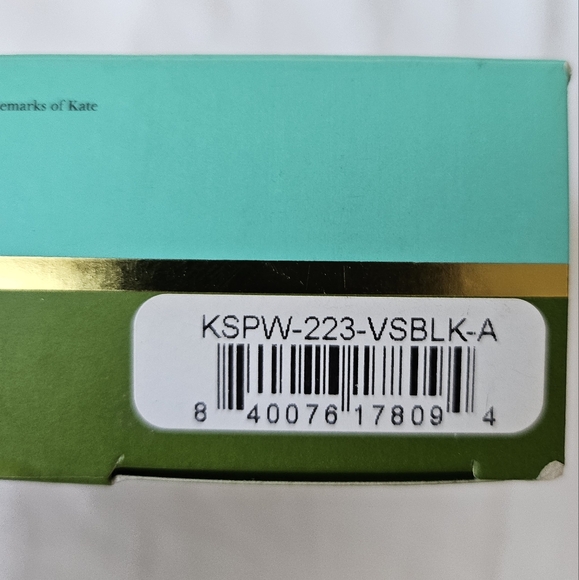 emarks of Kate
KSPW-223-VSBLK-A
8 40076 17809 4